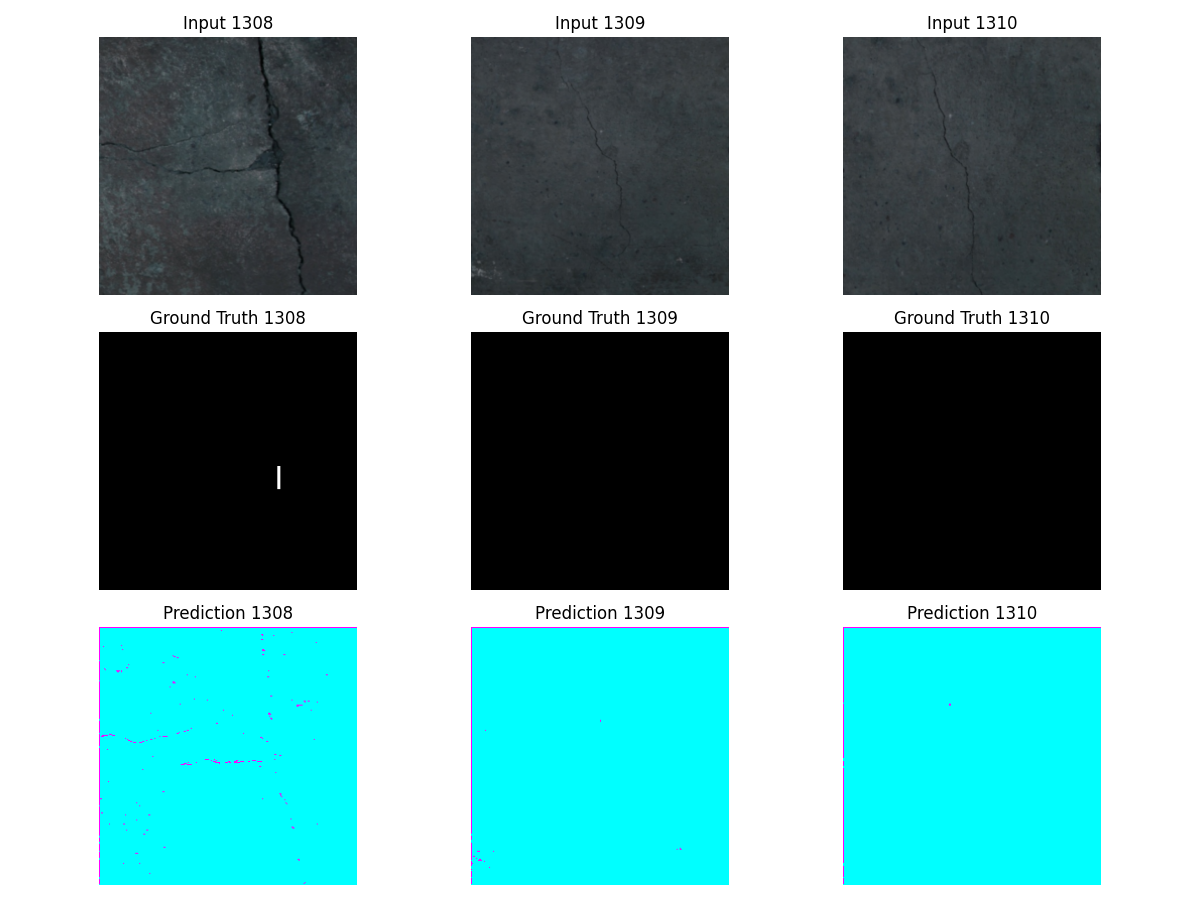 Input 1308
Input 1309
Input 1310
Ground Truth 1308
Ground Truth 1309
Ground Truth 1310
Prediction 1308
Prediction 1309
Prediction 1310